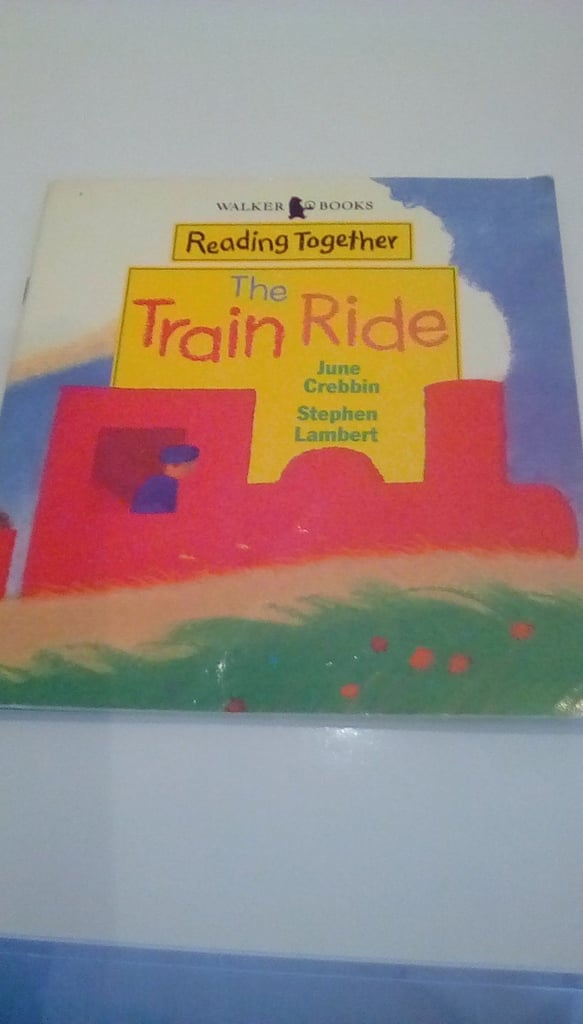 WALKER BOOKS
Reading Together
The
Train Ride
June
Crebbin
Stephen
Lambert